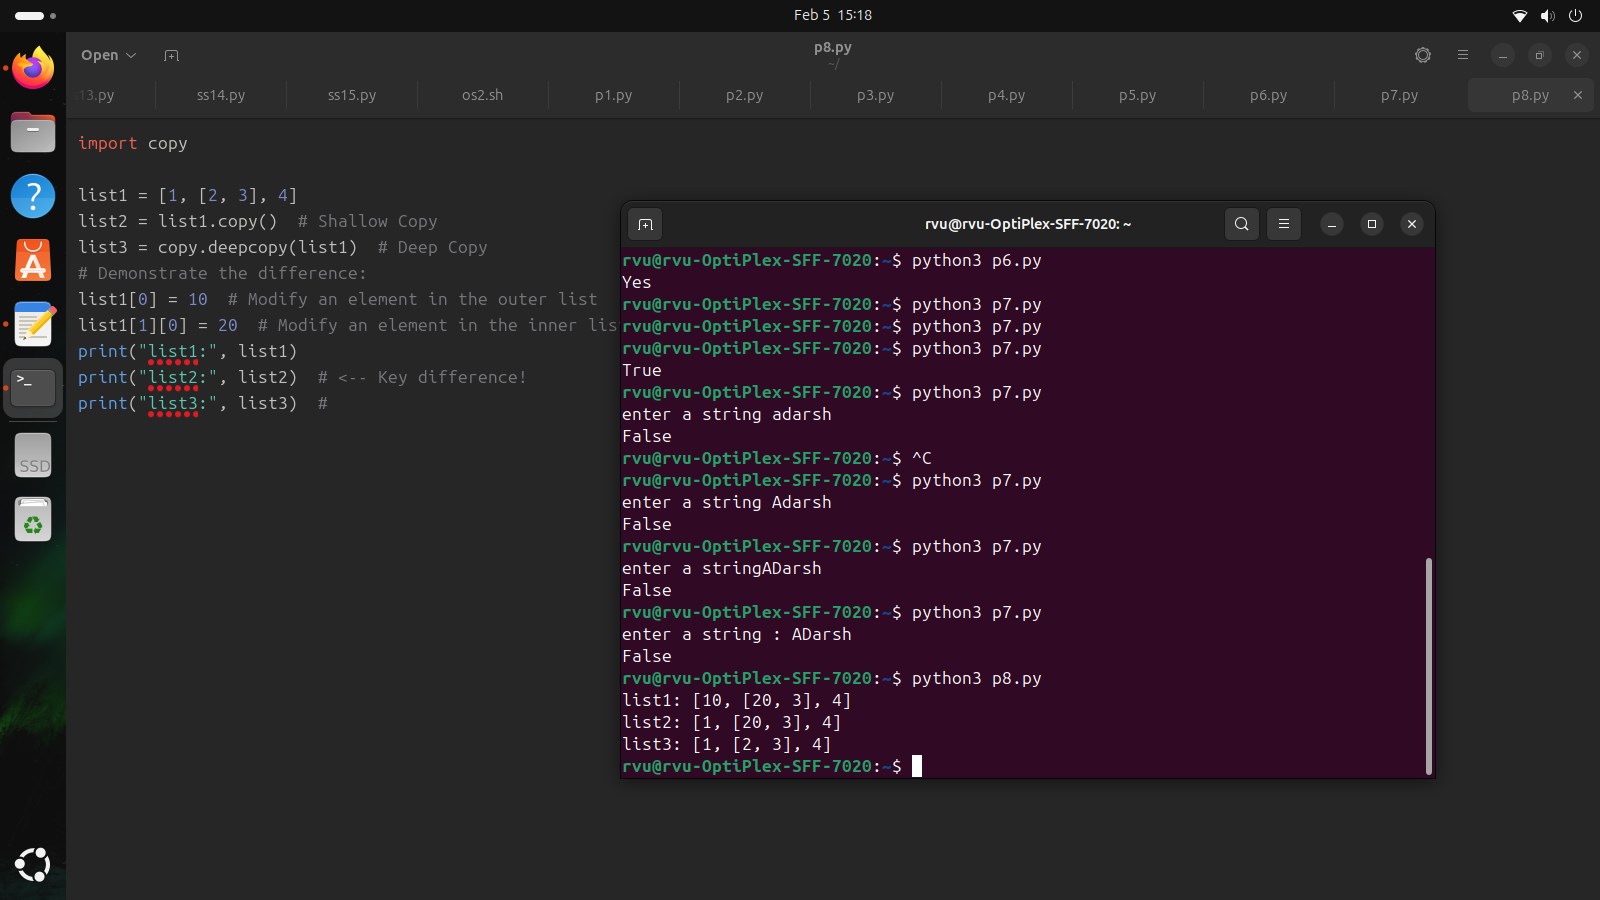 Feb 5 15:18
Open
p8.py
~/
13.py
ss14.py
ss15.py
os2.sh
p1.py
p2.py
p3.py
p4.py
p5.py
p6.py
p7.py
p8.py
import copy
list1 = [1, [2, 3], 4]
list2 = list1.copy()  # Shallow Copy
list3 = copy.deepcopy(list1)  # Deep Copy
# Demonstrate the difference:
list1[0] = 10  # Modify an element in the outer list
list1[1][0] = 20  # Modify an element in the inner lis
print("list1:", list1)
print("list2:", list2)  # <-- Key difference!
print("list3:", list3)  #
rvu@rvu-OptiPlex-SFF-7020: ~
rvu@rvu-OptiPlex-SFF-7020:~$ python3 p6.py
Yes
rvu@rvu-OptiPlex-SFF-7020:~$ python3 p7.py
rvu@rvu-OptiPlex-SFF-7020:~$ python3 p7.py
rvu@rvu-OptiPlex-SFF-7020:~$ python3 p7.py
True
rvu@rvu-OptiPlex-SFF-7020:~$ python3 p7.py
enter a string adarsh
False
rvu@rvu-OptiPlex-SFF-7020:~$ ^C
rvu@rvu-OptiPlex-SFF-7020:~$ python3 p7.py
enter a string Adarsh
False
rvu@rvu-OptiPlex-SFF-7020:~$ python3 p7.py
enter a stringADarsh
False
rvu@rvu-OptiPlex-SFF-7020:~$ python3 p7.py
enter a string : ADarsh
False
rvu@rvu-OptiPlex-SFF-7020:~$ python3 p8.py
list1: [10, [20, 3], 4]
list2: [1, [20, 3], 4]
list3: [1, [2, 3], 4]
rvu@rvu-OptiPlex-SFF-7020:~$
SSD